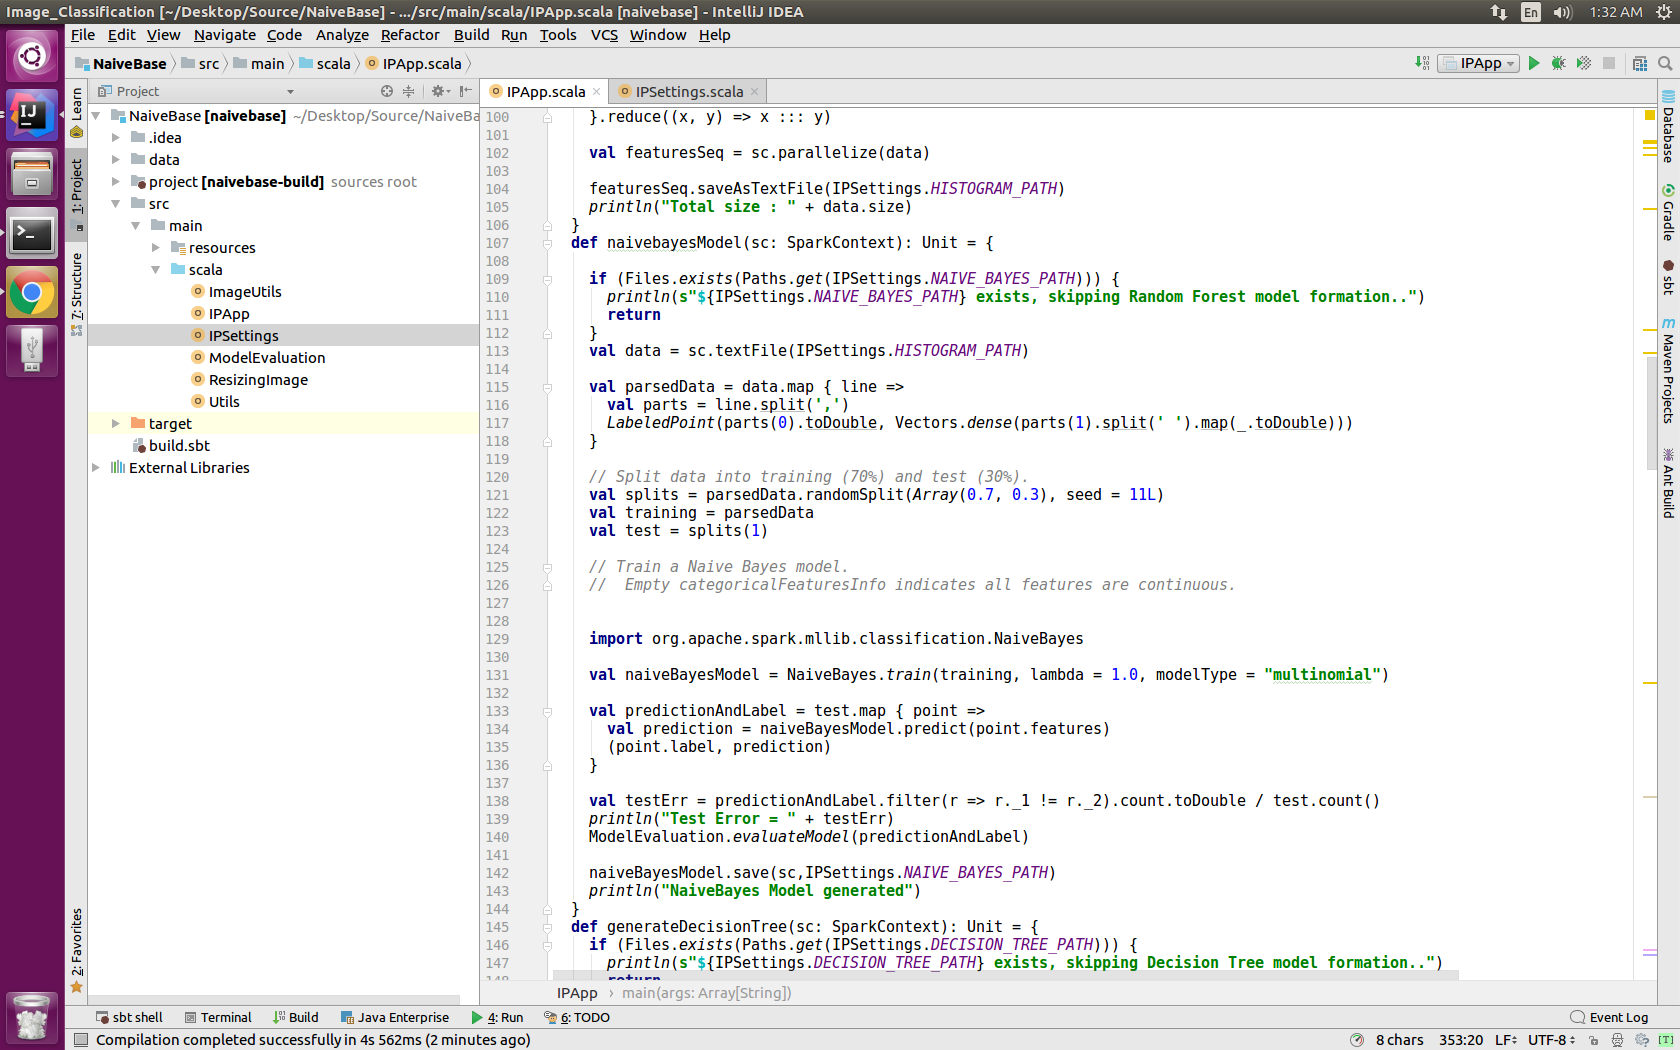 Image_Classification [~/Desktop/Source/NaiveBase] - .../src/main/scala/IPApp.scala [naivebase] - IntelliJ IDEA
En
1:32 AM
File Edit View Navigate Code Analyze Refactor Build Run Tools VCS Window Help
NaiveBase src main scala IPApp.scala
IPApp
Project
IPApp.scala
IPSettings.scala
Learn
1: Project
7: Structure
2: Favorites
NaiveBase [naivebase] ~/Desktop/Source/NaiveBa
.idea
data
project [naivebase-build] sources root
src
main
resources
scala
ImageUtils
IPApp
IPSettings
ModelEvaluation
ResizingImage
Utils
target
build.sbt
External Libraries
100 }.reduce((x, y) => x ::: y)
101
102 val featuresSeq = sc.parallelize(data)
103
104 featuresSeq.saveAsTextFile(IPSettings.HISTOGRAM_PATH)
105 println("Total size : " + data.size)
106 }
107 def naivebayesModel(sc: SparkContext): Unit = {
108
109 if (Files.exists(Paths.get(IPSettings.NAIVE_BAYES_PATH))) {
110 println(s"${IPSettings.NAIVE_BAYES_PATH} exists, skipping Random Forest model formation..")
111 return
112 }
113 val data = sc.textFile(IPSettings.HISTOGRAM_PATH)
114
115 val parsedData = data.map { line =>
116 val parts = line.split(',')
117 LabeledPoint(parts(0).toDouble, Vectors.dense(parts(1).split(' ').map(_.toDouble)))
118 }
119
120 // Split data into training (70%) and test (30%).
121 val splits = parsedData.randomSplit(Array(0.7, 0.3), seed = 11L)
122 val training = parsedData
123 val test = splits(1)
124
125 // Train a Naive Bayes model.
126 //  Empty categoricalFeaturesInfo indicates all features are continuous.
127
128
129 import org.apache.spark.mllib.classification.NaiveBayes
130
131 val naiveBayesModel = NaiveBayes.train(training, lambda = 1.0, modelType = "multinomial")
132
133 val predictionAndLabel = test.map { point =>
134 val prediction = naiveBayesModel.predict(point.features)
135 (point.label, prediction)
136 }
137
138 val testErr = predictionAndLabel.filter(r => r._1 != r._2).count.toDouble / test.count()
139 println("Test Error = " + testErr)
140 ModelEvaluation.evaluateModel(predictionAndLabel)
141
142 naiveBayesModel.save(sc,IPSettings.NAIVE_BAYES_PATH)
143 println("NaiveBayes Model generated")
144 }
145 def generateDecisionTree(sc: SparkContext): Unit = {
146 if (Files.exists(Paths.get(IPSettings.DECISION_TREE_PATH))) {
147 println(s"${IPSettings.DECISION_TREE_PATH} exists, skipping Decision Tree model formation..")
148 return
IPApp › main(args: Array[String])
Database
Gradle
sbt
Maven Projects
Ant Build
sbt shell Terminal Build Java Enterprise 4: Run 6: TODO Event Log
Compilation completed successfully in 4s 562ms (2 minutes ago)
8 chars 353:20 LF UTF-8 [T]